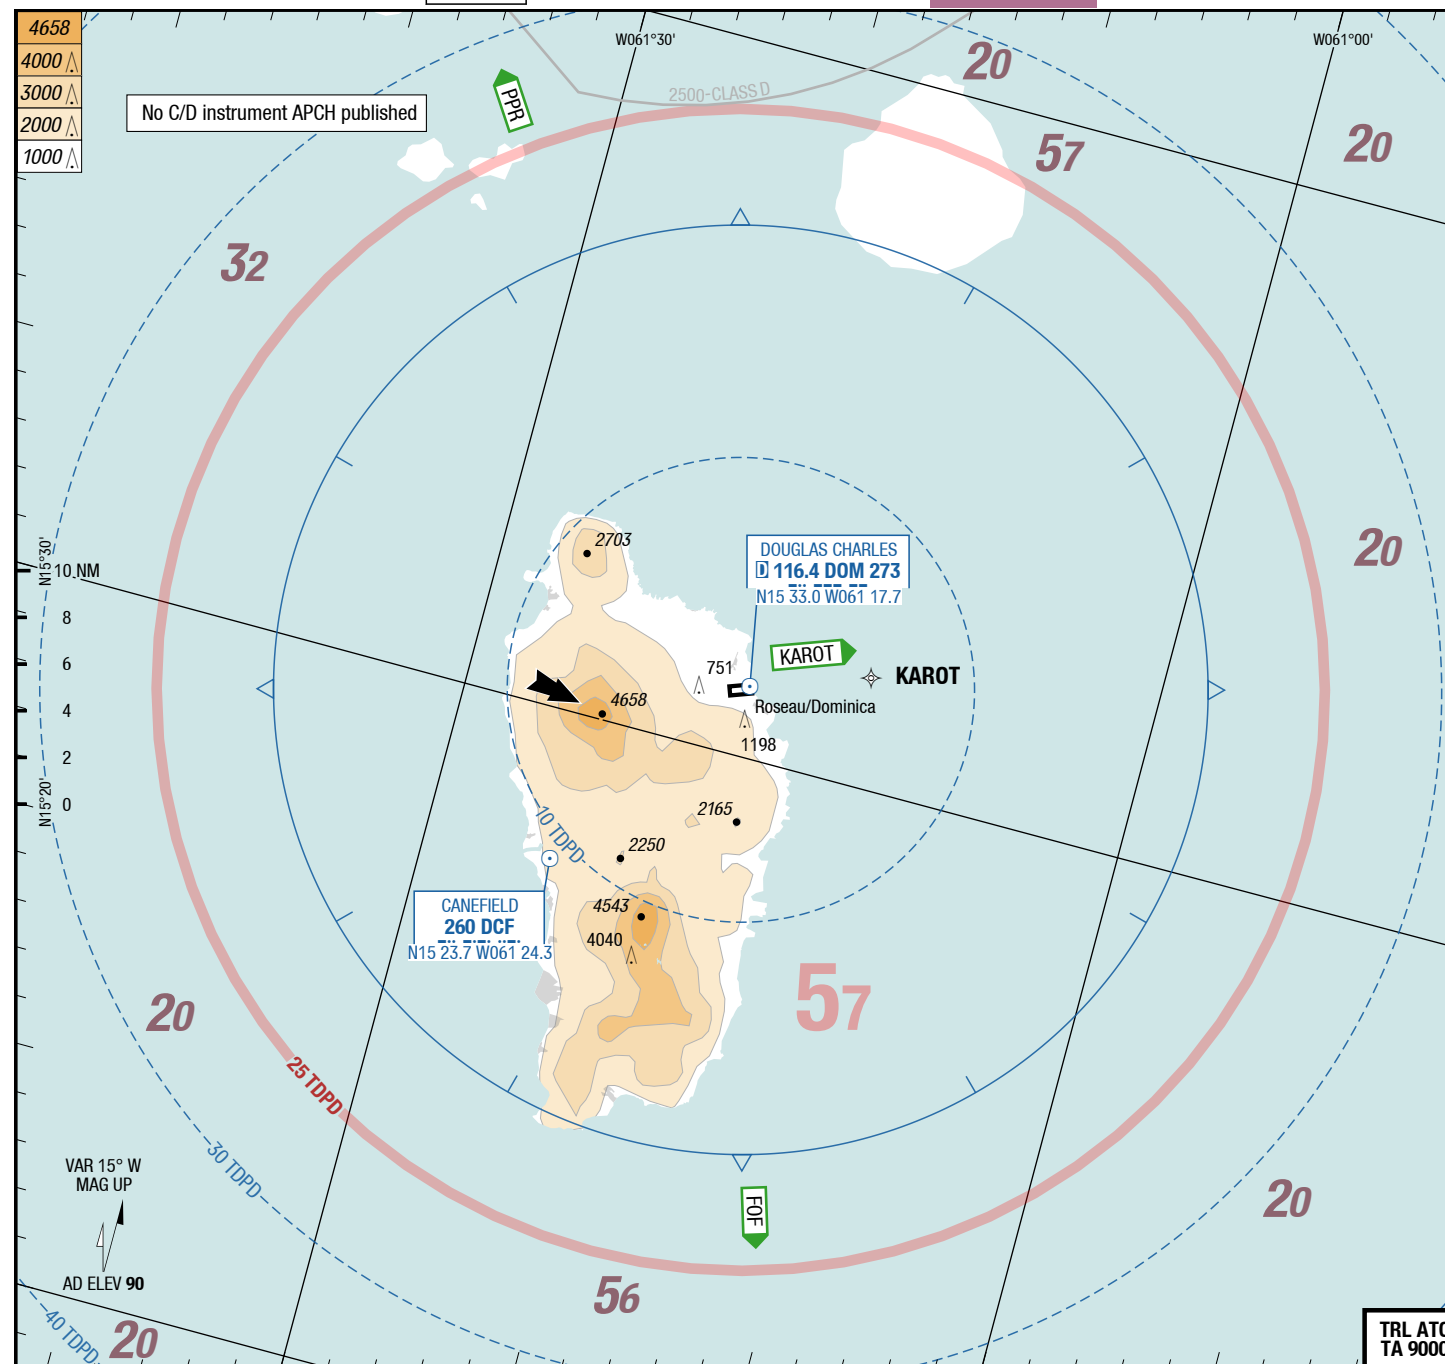 4658
4000
3000
2000
1000
W061°30'
W061°00'
No C/D instrument APCH published
PPR
2500-CLASS D
20
57
20
32
2703
DOUGLAS CHARLES
D 116.4 DOM 273
N15 33.0 W061 17.7
20
N15°30'
10 NM
8
6
4
2
0
N15°20'
KAROT
KAROT
751
4658
Roseau/Dominica
1198
2165
10 TDPD
2250
CANEFIELD
260 DCF
N15 23.7 W061 24.3
4543
4040
57
20
25 TDPD
30 TDPD
VAR 15° W
MAG UP
AD ELEV 90
FOF
20
56
40 TDPD
20
TRL ATC
TA 9000